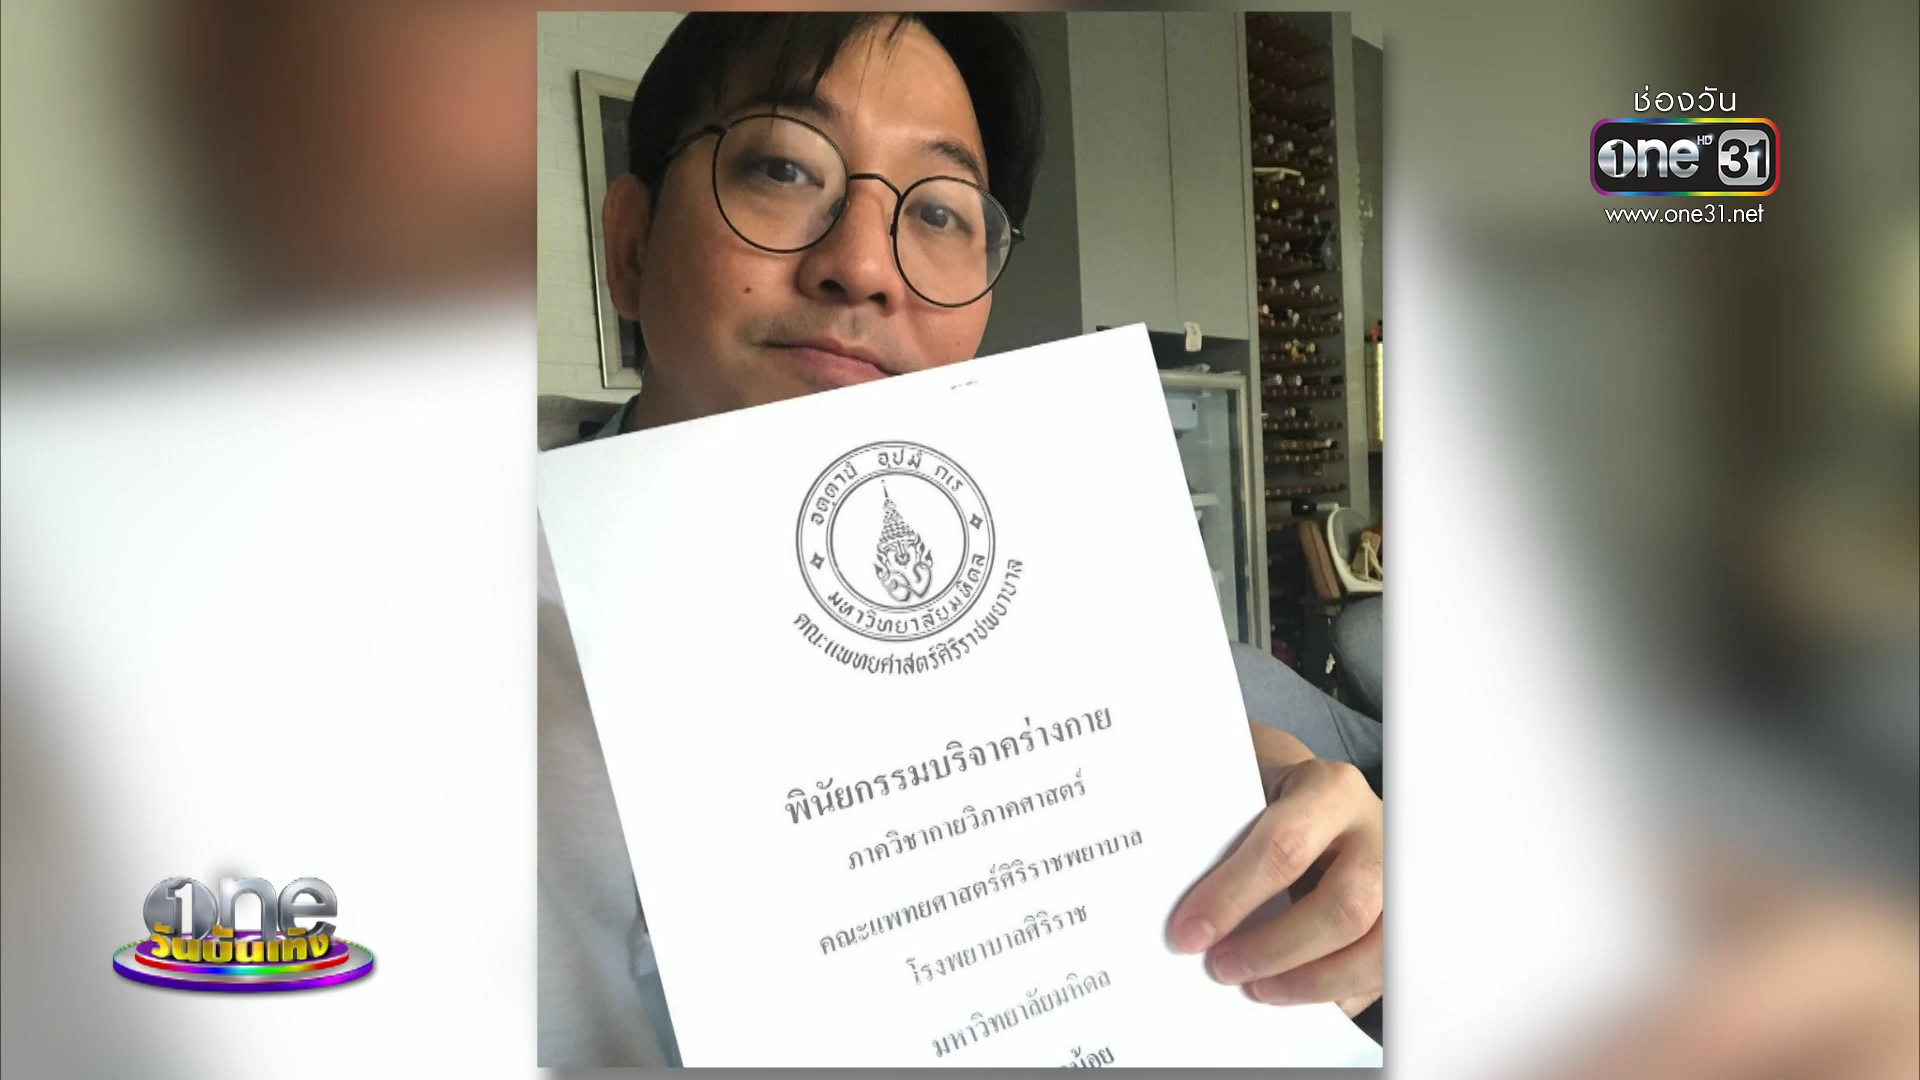 ช่องวัน
one HD 31
www.one31.net
อตฺตานํ อุปมํ กเร
มหาวิทยาลัยมหิดล
คณะแพทยศาสตร์ศิริราชพยาบาล
พินัยกรรมบริจาคร่างกาย
ภาควิชากายวิภาคศาสตร์
คณะแพทยศาสตร์ศิริราชพยาบาล
โรงพยาบาลศิริราช
มหาวิทยาลัยมหิดล
one
วันบันเทิง